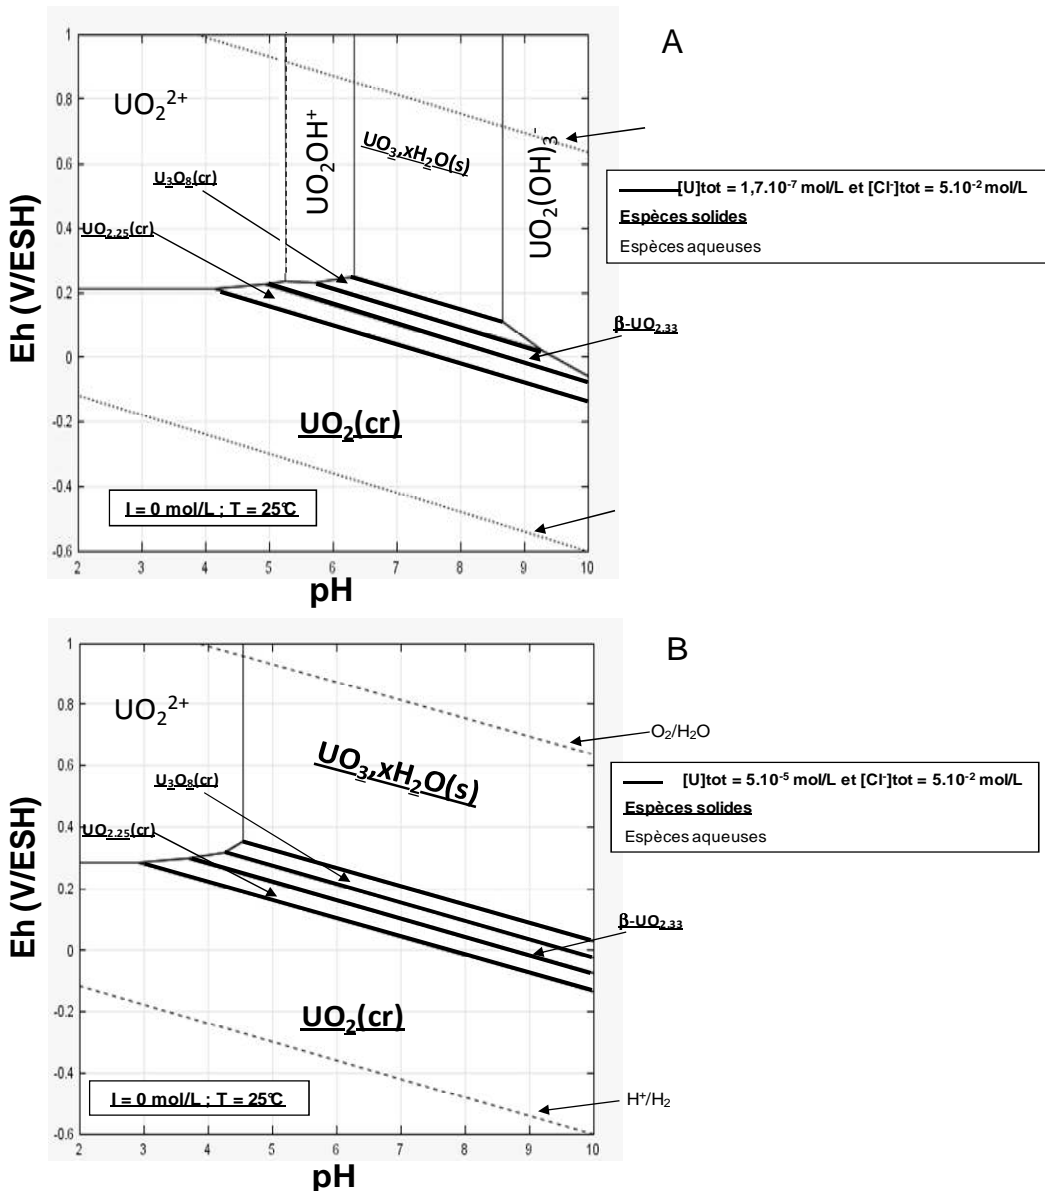 A
1
0.8
0.6
0.4
0.2
0
-0.2
-0.4
-0.6
Eh (V/ESH)
UO₂²⁺
UO₂OH⁺
UO₃,xH₂O(s)
UO₂(OH)₃⁻
U₃O₈(cr)
UO₂.₂₅(cr)
β-UO₂.₃₃
UO₂(cr)
I = 0 mol/L ; T = 25°C
2 3 4 5 6 7 8 9 10
pH
[U]tot = 1,7.10⁻⁷ mol/L et [Cl⁻]tot = 5.10⁻² mol/L
Espèces solides
Espèces aqueuses
B
1
0.8
0.6
0.4
0.2
0
-0.2
-0.4
-0.6
Eh (V/ESH)
UO₂²⁺
UO₃,xH₂O(s)
U₃O₈(cr)
UO₂.₂₅(cr)
β-UO₂.₃₃
UO₂(cr)
I = 0 mol/L ; T = 25°C
2 3 4 5 6 7 8 9 10
pH
O₂/H₂O
[U]tot = 5.10⁻⁵ mol/L et [Cl⁻]tot = 5.10⁻² mol/L
Espèces solides
Espèces aqueuses
H⁺/H₂